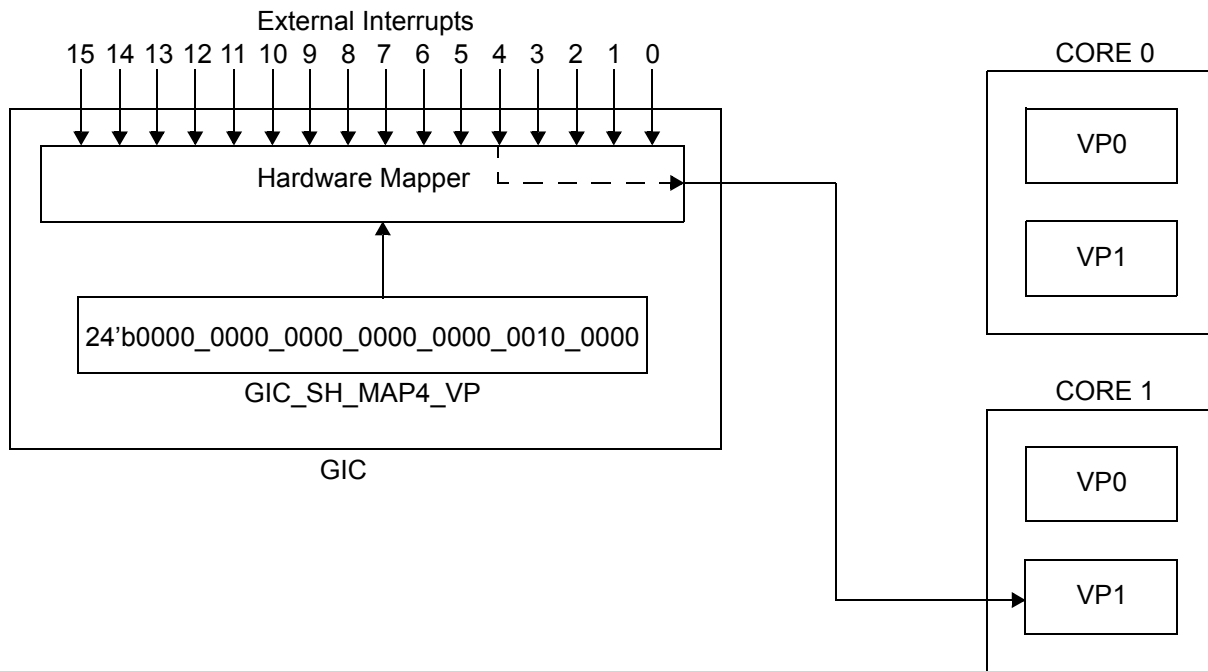 External Interrupts
15 14 13 12 11 10 9 8 7 6 5 4 3 2 1 0
Hardware Mapper
24’b0000_0000_0000_0000_0000_0010_0000
GIC_SH_MAP4_VP
GIC
CORE 0
VP0
VP1
CORE 1
VP0
VP1